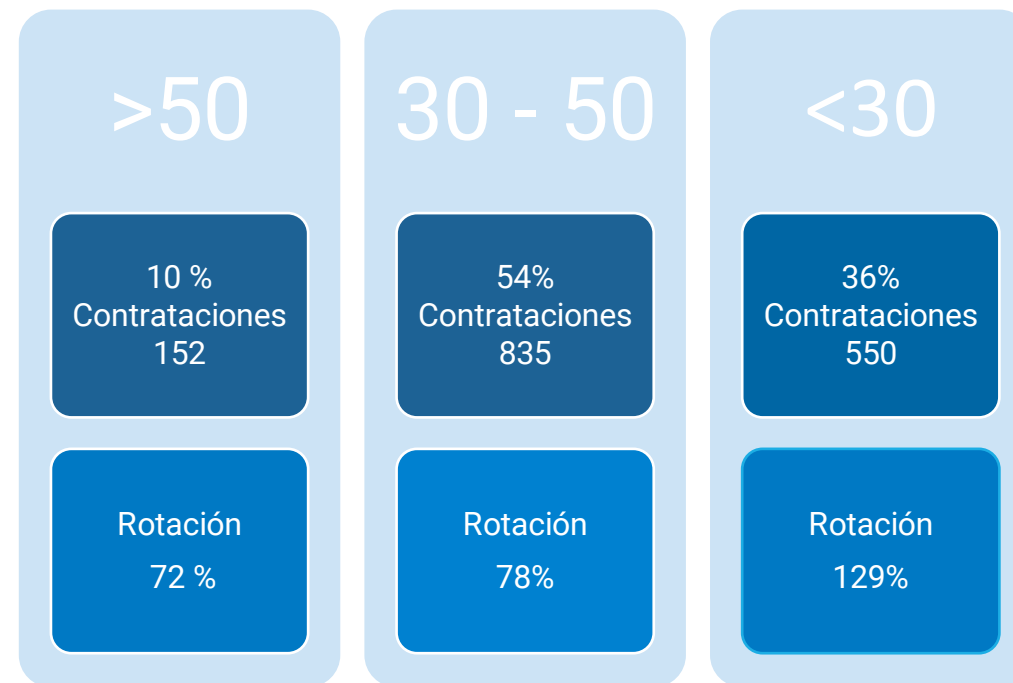 >50
10 %
Contrataciones
152
Rotación
72 %
30 - 50
54%
Contrataciones
835
Rotación
78%
<30
36%
Contrataciones
550
Rotación
129%